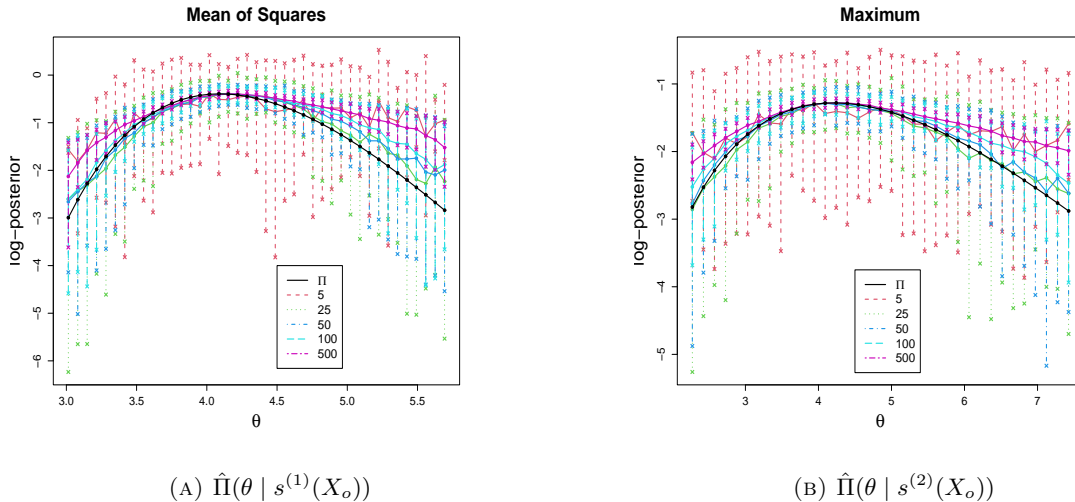 Mean of Squares
log−posterior
0
−1
−2
−3
−4
−5
−6
Π
5
25
50
100
500
3.0 3.5 4.0 4.5 5.0 5.5
θ
(A) Π̂(θ | s⁽¹⁾(Xₒ))
Maximum
log−posterior
−1
−2
−3
−4
−5
Π
5
25
50
100
500
3 4 5 6 7
θ
(B) Π̂(θ | s⁽²⁾(Xₒ))